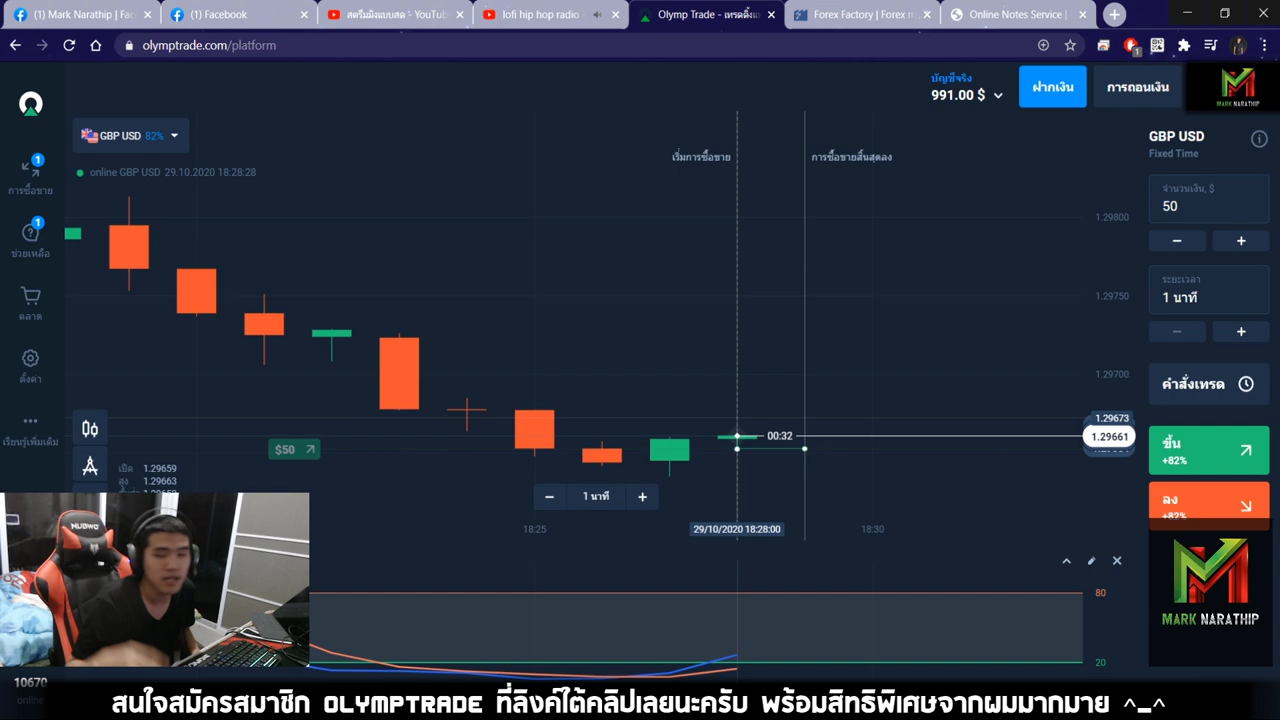 (1) Mark Narathip | Fac
(1) Facebook
สตรีมมิงแบบสด - YouTub
lofi hip hop radio -
Olymp Trade - เทรดดิ้งแ
Forex Factory | Forex m
Online Notes Service |
olymptrade.com/platform
1
บัญชีจริง
991.00 $
ฝากเงิน
การถอนเงิน
MARK NARATHIP
GBP USD 82%
online GBP USD 29.10.2020 18:28:28
เริ่มการซื้อขาย
การซื้อขายสิ้นสุดลง
1
การซื้อขาย
1
ช่วยเหลือ
ตลาด
ตั้งค่า
เรียนรู้เพิ่มเติม
GBP USD
Fixed Time
จำนวนเงิน, $
50
ระยะเวลา
1 นาที
คำสั่งเทรด
ขึ้น
+82%
ลง
+82%
1.29800
1.29750
1.29700
1.29673
1.29661
00:32
$50
เปิด 1.29659
สูง 1.29663
1 นาที
18:25
29/10/2020 18:28:00
18:30
80
20
NUBWO
MARK NARATHIP
10670
online
สนใจสมัครสมาชิก OLYMPTRADE ที่ลิงค์ใต้คลิปเลยนะครับ พร้อมสิทธิพิเศษจากผมมากมาย ^_^